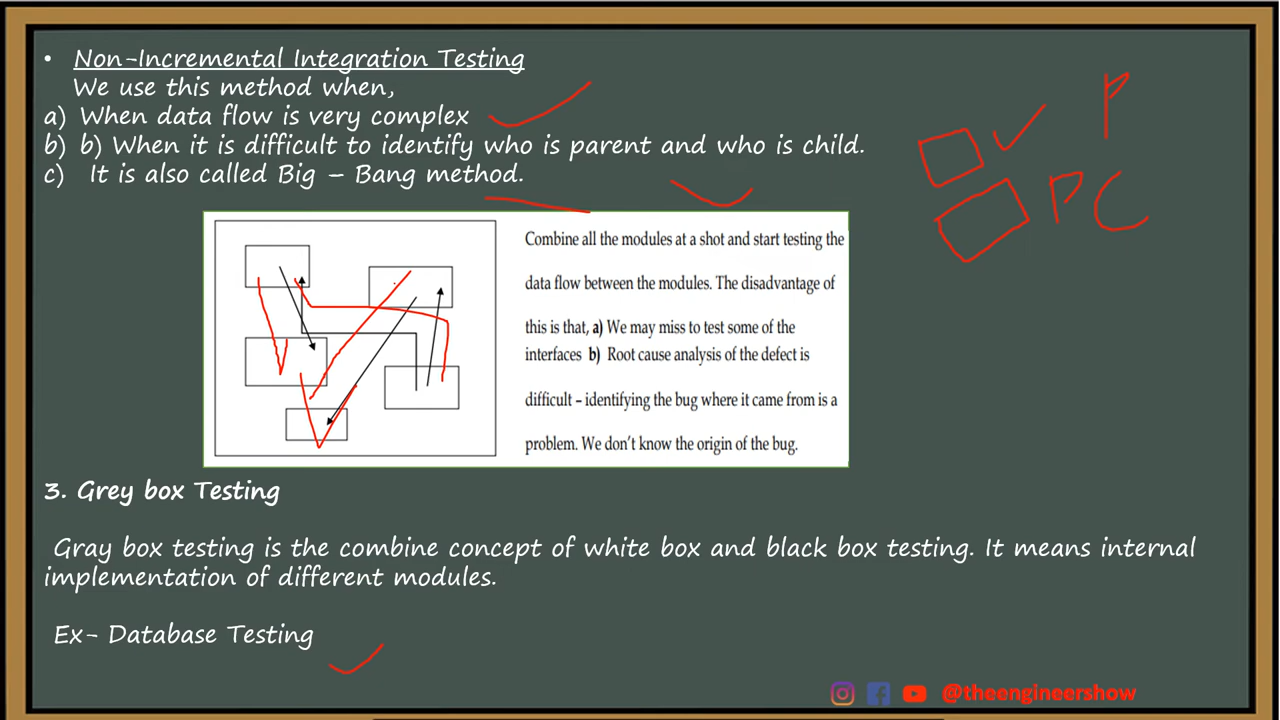 • Non-Incremental Integration Testing
We use this method when,
a) When data flow is very complex
b) b) When it is difficult to identify who is parent and who is child.
c) It is also called Big – Bang method.
P
P C
Combine all the modules at a shot and start testing the
data flow between the modules. The disadvantage of
this is that, a) We may miss to test some of the
interfaces b) Root cause analysis of the defect is
difficult – identifying the bug where it came from is a
problem. We don't know the origin of the bug.
3. Grey box Testing
Gray box testing is the combine concept of white box and black box testing. It means internal
implementation of different modules.
Ex- Database Testing
@theengineershow